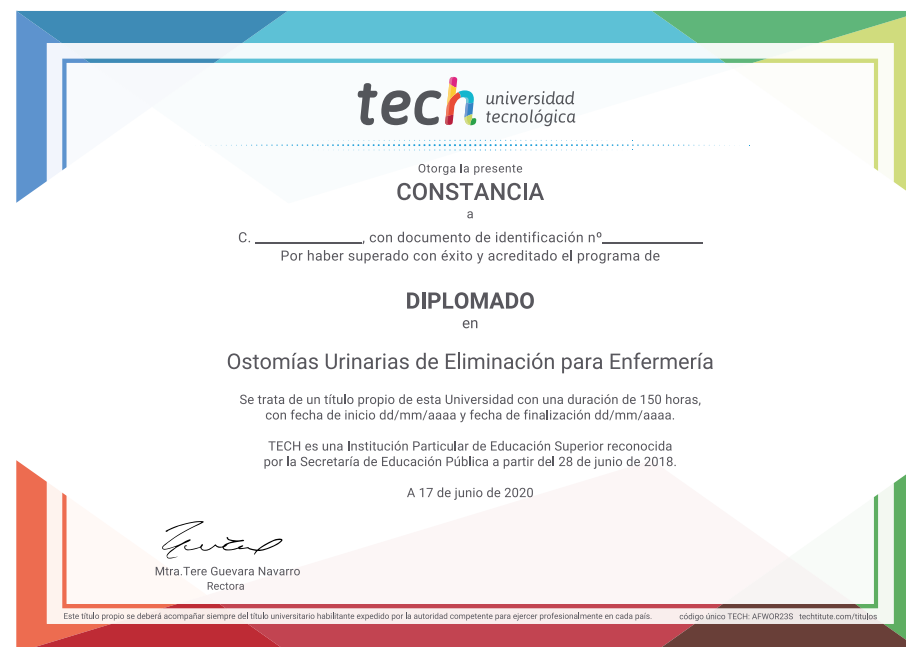 tech universidad
tecnológica
Otorga la presente
CONSTANCIA
a
C. ____________, con documento de identificación nº____________
Por haber superado con éxito y acreditado el programa de
DIPLOMADO
en
Ostomías Urinarias de Eliminación para Enfermería
Se trata de un título propio de esta Universidad con una duración de 150 horas,
con fecha de inicio dd/mm/aaaa y fecha de finalización dd/mm/aaaa.
TECH es una Institución Particular de Educación Superior reconocida
por la Secretaría de Educación Pública a partir del 28 de junio de 2018.
A 17 de junio de 2020
Mtra.Tere Guevara Navarro
Rectora
Este título propio se deberá acompañar siempre del título universitario habilitante expedido por la autoridad competente para ejercer profesionalmente en cada país. código único TECH: AFWOR23S techtitute.com/titulos